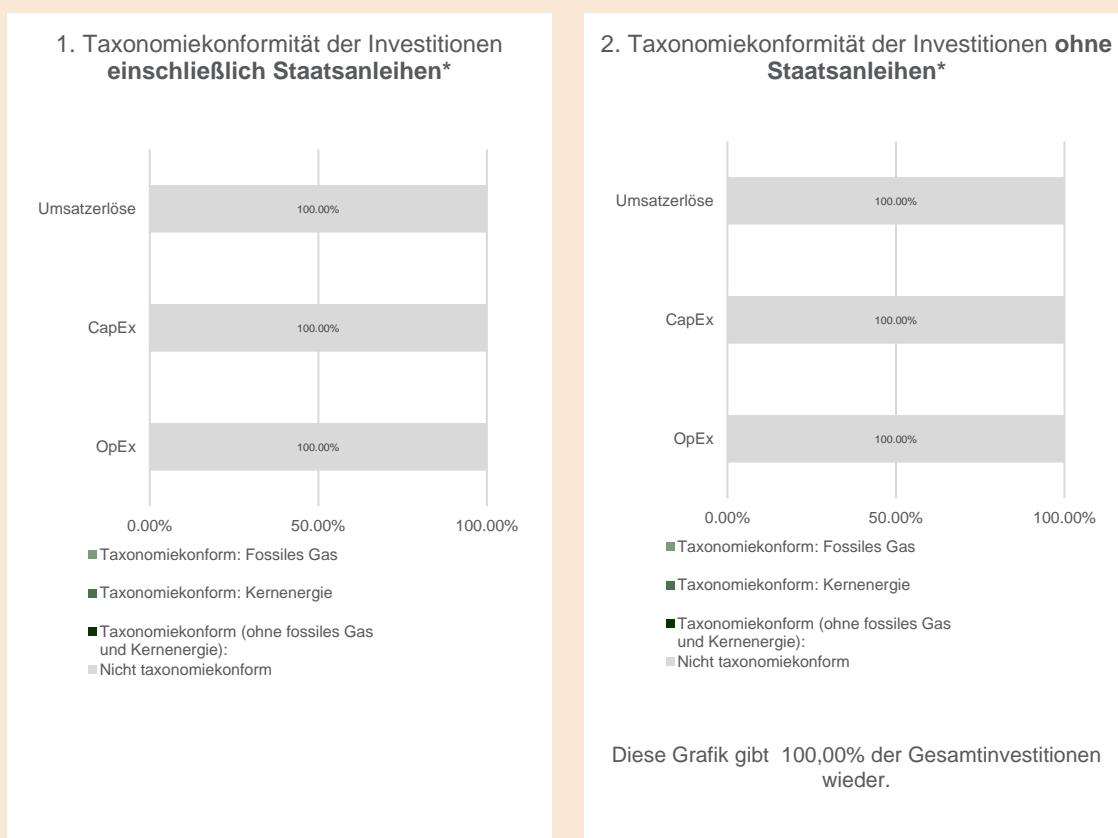 1. Taxonomiekonformität der Investitionen
einschließlich Staatsanleihen*
Umsatzerlöse
100.00%
CapEx
100.00%
OpEx
100.00%
0.00% 50.00% 100.00%
Taxonomiekonform: Fossiles Gas
Taxonomiekonform: Kernenergie
Taxonomiekonform (ohne fossiles Gas
und Kernenergie):
Nicht taxonomiekonform
2. Taxonomiekonformität der Investitionen ohne
Staatsanleihen*
Umsatzerlöse
100.00%
CapEx
100.00%
OpEx
100.00%
0.00% 50.00% 100.00%
Taxonomiekonform: Fossiles Gas
Taxonomiekonform: Kernenergie
Taxonomiekonform (ohne fossiles Gas
und Kernenergie):
Nicht taxonomiekonform
Diese Grafik gibt 100,00% der Gesamtinvestitionen
wieder.